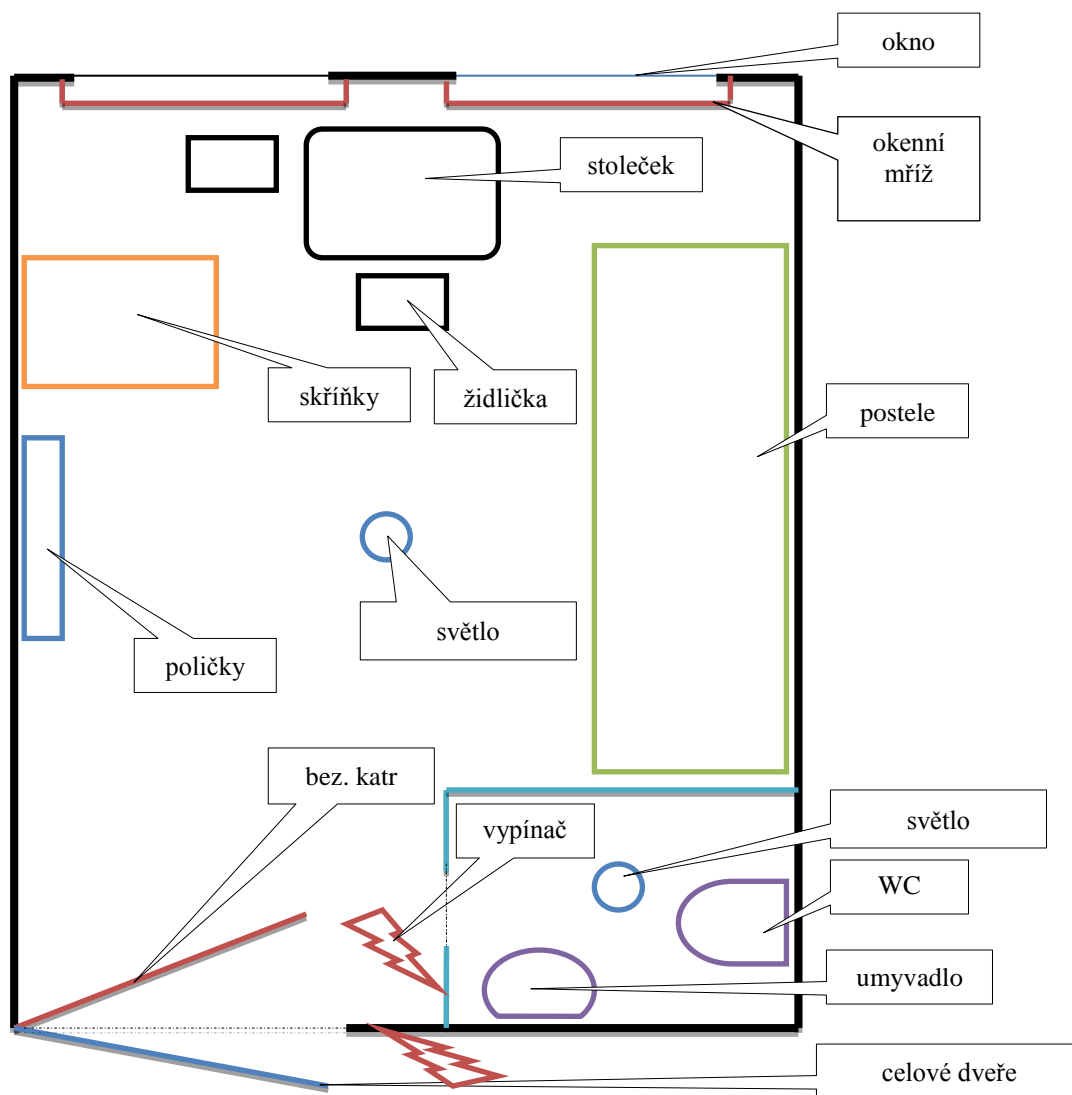 okno
okenní
mříž
stoleček
skříňky
židlička
postele
světlo
poličky
bez. katr
vypínač
světlo
WC
umyvadlo
celové dveře